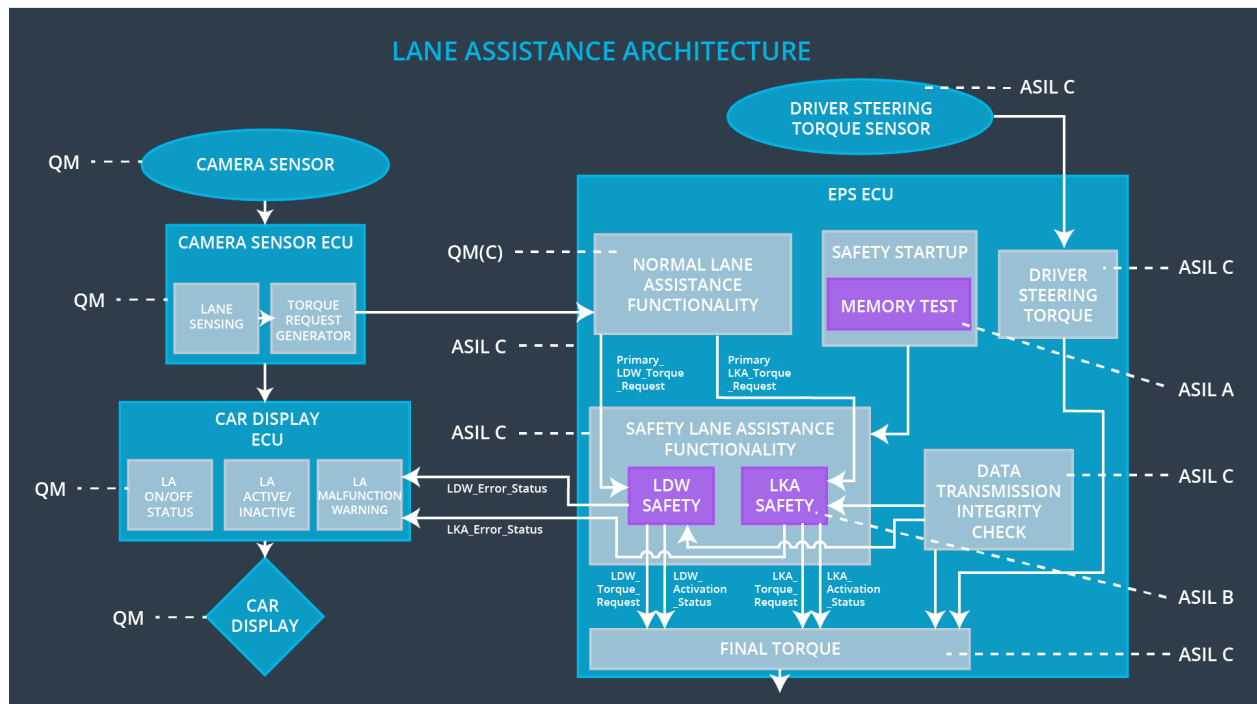 LANE ASSISTANCE ARCHITECTURE
ASIL C
DRIVER STEERING
TORQUE SENSOR
QM
CAMERA SENSOR
EPS ECU
CAMERA SENSOR ECU
QM
LANE
SENSING
TORQUE
REQUEST
GENERATOR
QM(C)
NORMAL LANE
ASSISTANCE
FUNCTIONALITY
SAFETY STARTUP
MEMORY TEST
DRIVER
STEERING
TORQUE
ASIL C
ASIL C
ASIL A
Primary_
LDW_Torque
_Request
Primary
LKA_Torque
_Request
CAR DISPLAY
ECU
QM
LA
ON/OFF
STATUS
LA
ACTIVE/
INACTIVE
LA
MALFUNCTION
WARNING
ASIL C
SAFETY LANE ASSISTANCE
FUNCTIONALITY
LDW
SAFETY
LKA
SAFETY
DATA
TRANSMISSION
INTEGRITY
CHECK
ASIL C
LDW_Error_Status
LKA_Error_Status
LDW_
Torque_
Request
LDW_
Activation
_Status
LKA_
Torque_
Request
LKA_
Activation
_Status
ASIL B
QM
CAR
DISPLAY
FINAL TORQUE
ASIL C